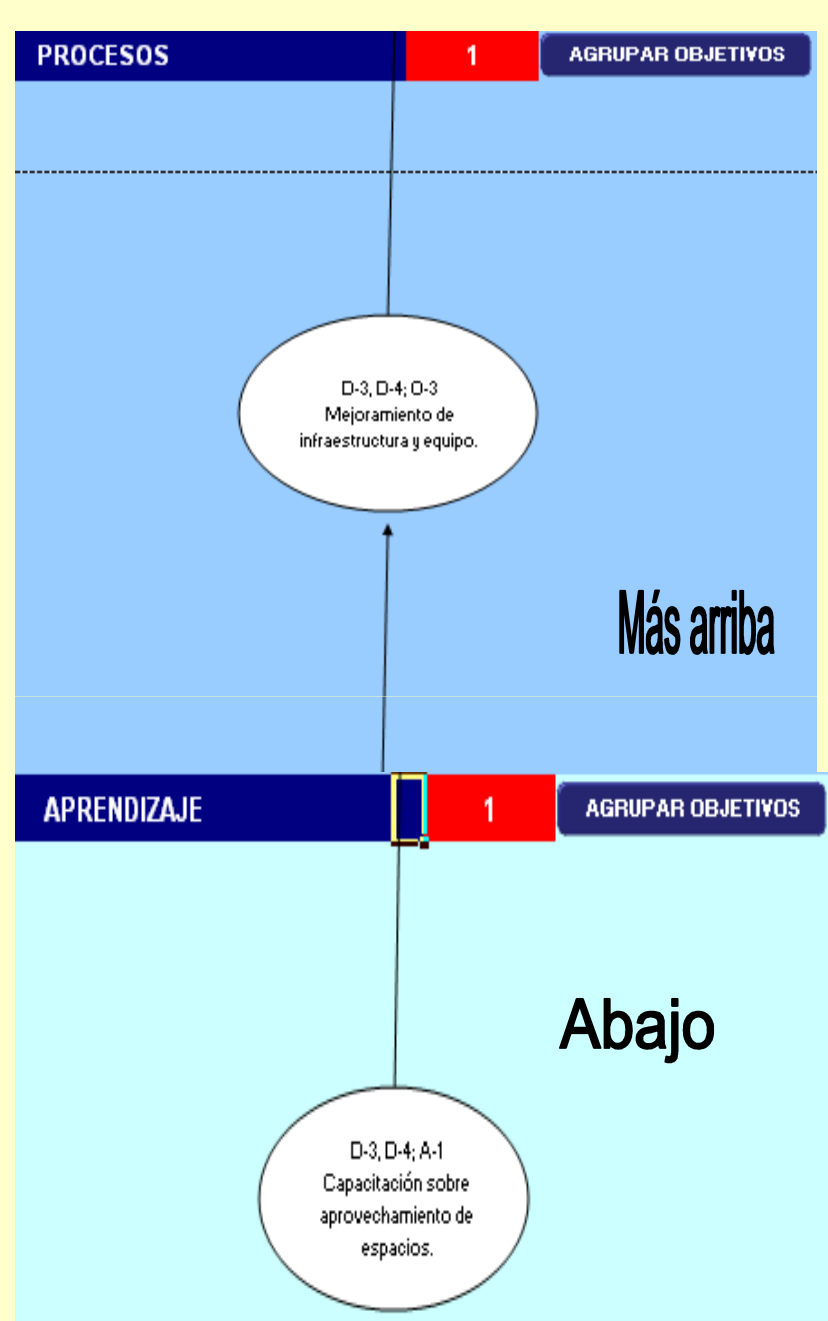 PROCESOS 1 AGRUPAR OBJETIVOS
D-3, D-4; O-3
Mejoramiento de
infraestructura y equipo.
Más arriba
APRENDIZAJE 1 AGRUPAR OBJETIVOS
Abajo
D-3, D-4; A-1
Capacitación sobre
aprovechamiento de
espacios.